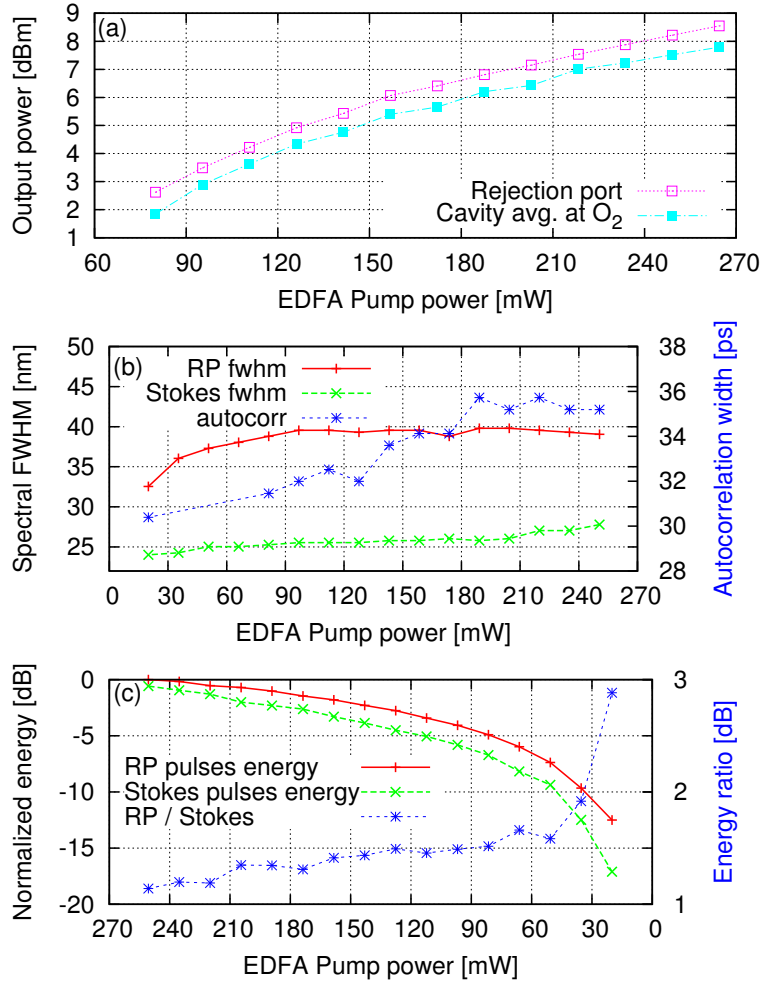 (a)
Output power [dBm]
9
8
7
6
5
4
3
2
1
Rejection port
Cavity avg. at O₂
60 90 120 150 180 210 240 270
EDFA Pump power [mW]
(b)
Spectral FWHM [nm]
50
45
40
35
30
25
RP fwhm
Stokes fwhm
autocorr
38
36
34
32
30
28
Autocorrelation width [ps]
0 30 60 90 120 150 180 210 240 270
EDFA Pump power [mW]
(c)
Normalized energy [dB]
0
-5
-10
-15
-20
RP pulses energy
Stokes pulses energy
RP / Stokes
3
2
1
Energy ratio [dB]
270 240 210 180 150 120 90 60 30 0
EDFA Pump power [mW]